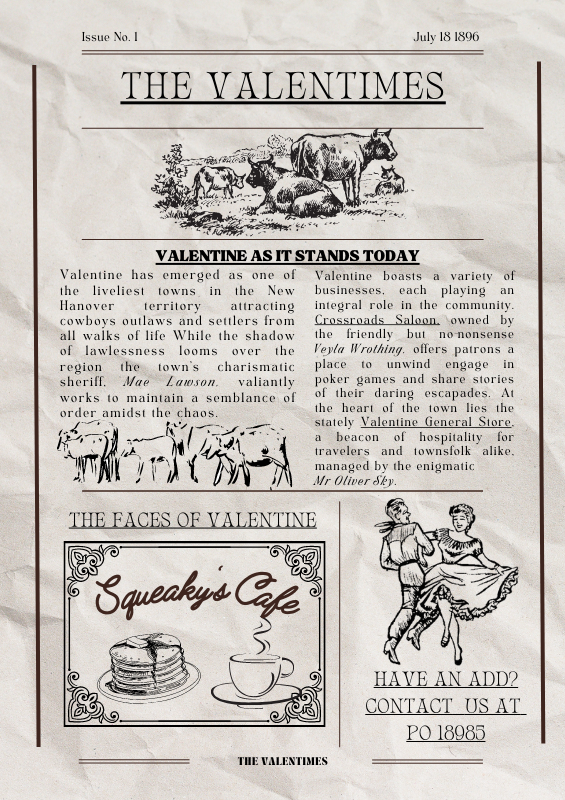 Issue No. 1
July 18 1896
THE VALENTIMES
VALENTINE AS IT STANDS TODAY
Valentine has emerged as one of
the liveliest towns in the New
Hanover territory attracting
cowboys outlaws and settlers from
all walks of life While the shadow
of lawlessness looms over the
region the town's charismatic
sheriff, Mae Lawson, valiantly
works to maintain a semblance of
order amidst the chaos.
Valentine boasts a variety of
businesses, each playing an
integral role in the community.
Crossroads Saloon, owned by
the friendly but no-nonsense
Veyla Wrothing, offers patrons a
place to unwind engage in
poker games and share stories
of their daring escapades. At
the heart of the town lies the
stately Valentine General Store,
a beacon of hospitality for
travelers and townsfolk alike,
managed by the enigmatic
Mr Oliver Sky.
THE FACES OF VALENTINE
Squeaky's Cafe
HAVE AN ADD?
CONTACT US AT
PO 18985
THE VALENTIMES